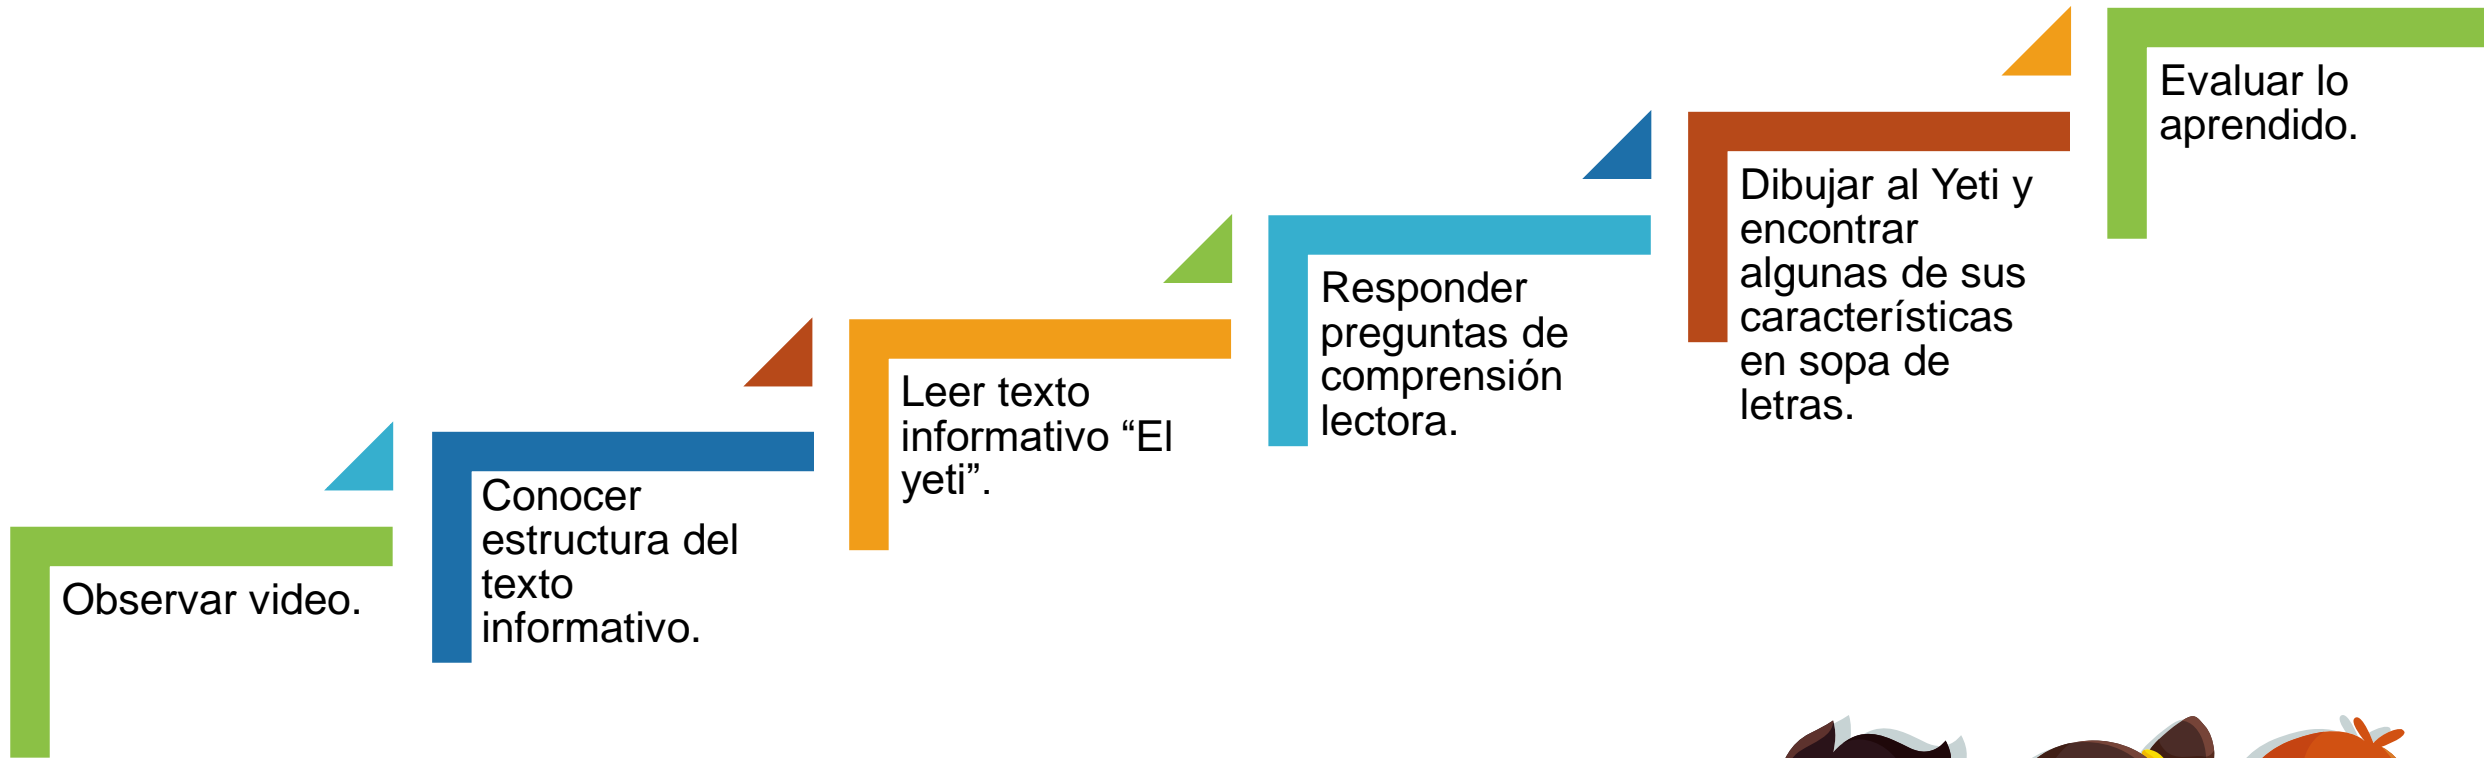 Observar video.
Conocer
estructura del
texto
informativo.
Leer texto
informativo “El
yeti”.
Responder
preguntas de
comprensión
lectora.
Dibujar al Yeti y
encontrar
algunas de sus
características
en sopa de
letras.
Evaluar lo
aprendido.